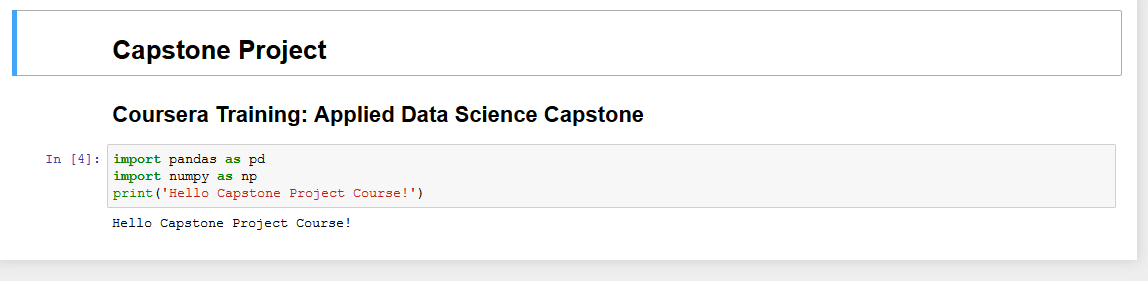 Capstone Project
Coursera Training: Applied Data Science Capstone
In [4]: import pandas as pd
import numpy as np
print('Hello Capstone Project Course!')
Hello Capstone Project Course!